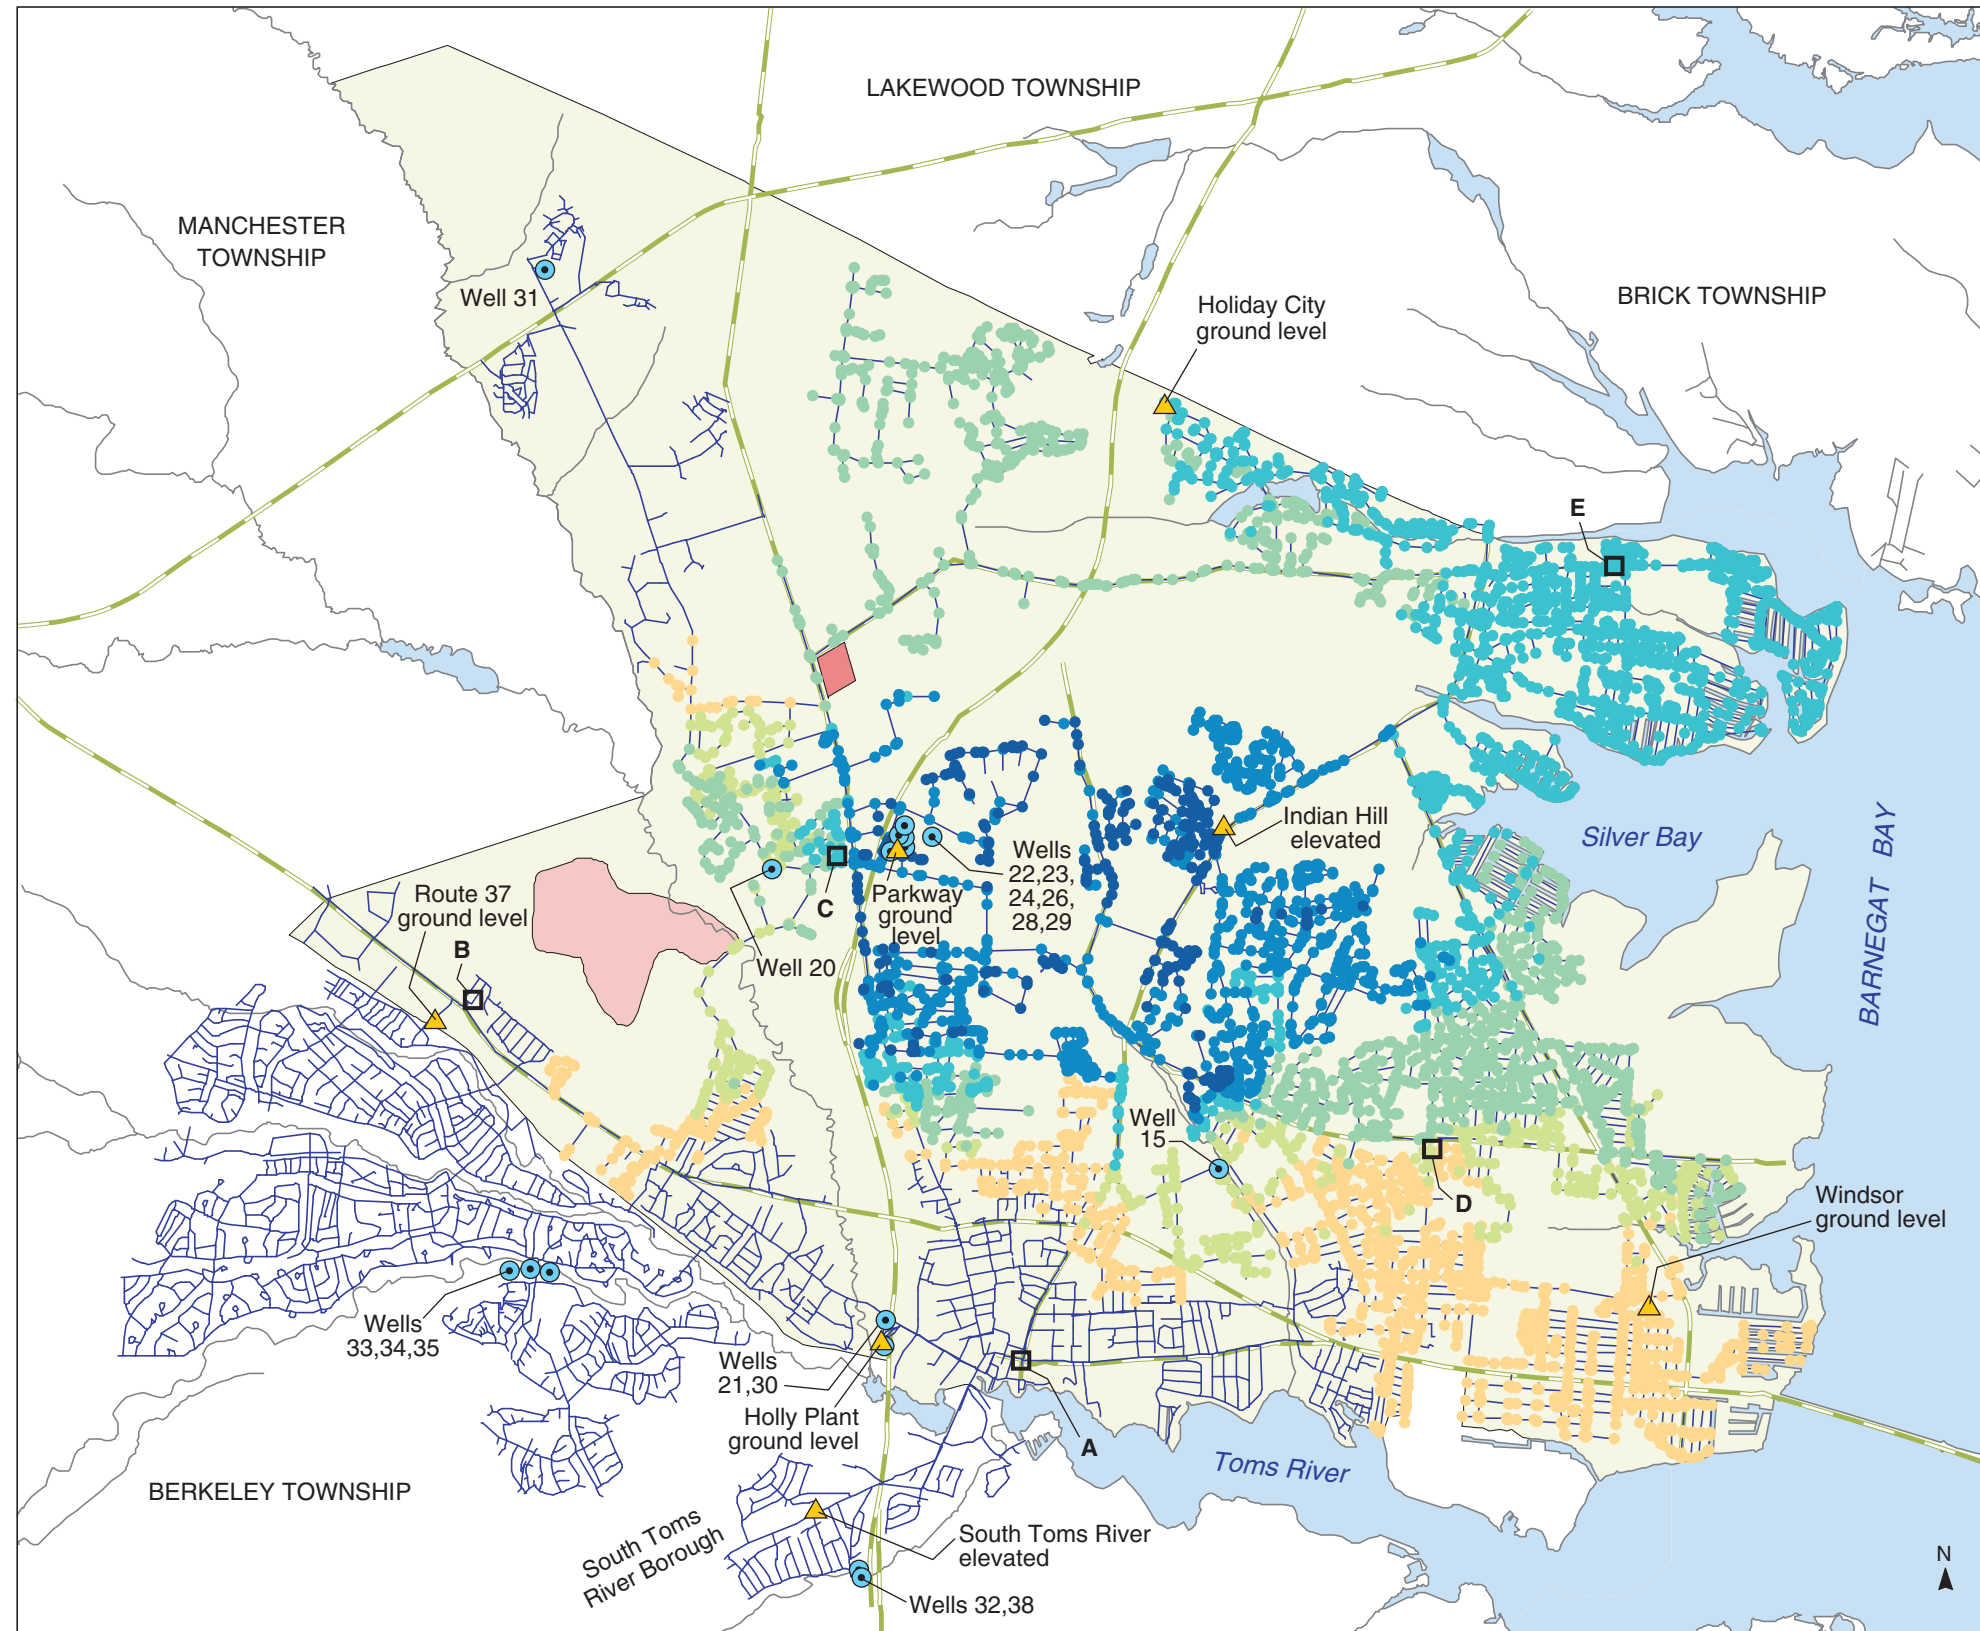 LAKEWOOD TOWNSHIP
MANCHESTER
TOWNSHIP
Well 31
Holiday City
ground level
BRICK TOWNSHIP
E
Indian Hill
elevated
Silver Bay
BARNEGAT BAY
Wells
22,23,
24,26,
28,29
Parkway
ground
level
C
Well 20
Route 37
ground level
B
Well
15
D
Windsor
ground level
Wells
33,34,35
Wells
21,30
Holly Plant
ground level
A
Toms River
BERKELEY TOWNSHIP
South Toms
River Borough
South Toms River
elevated
Wells 32,38
N